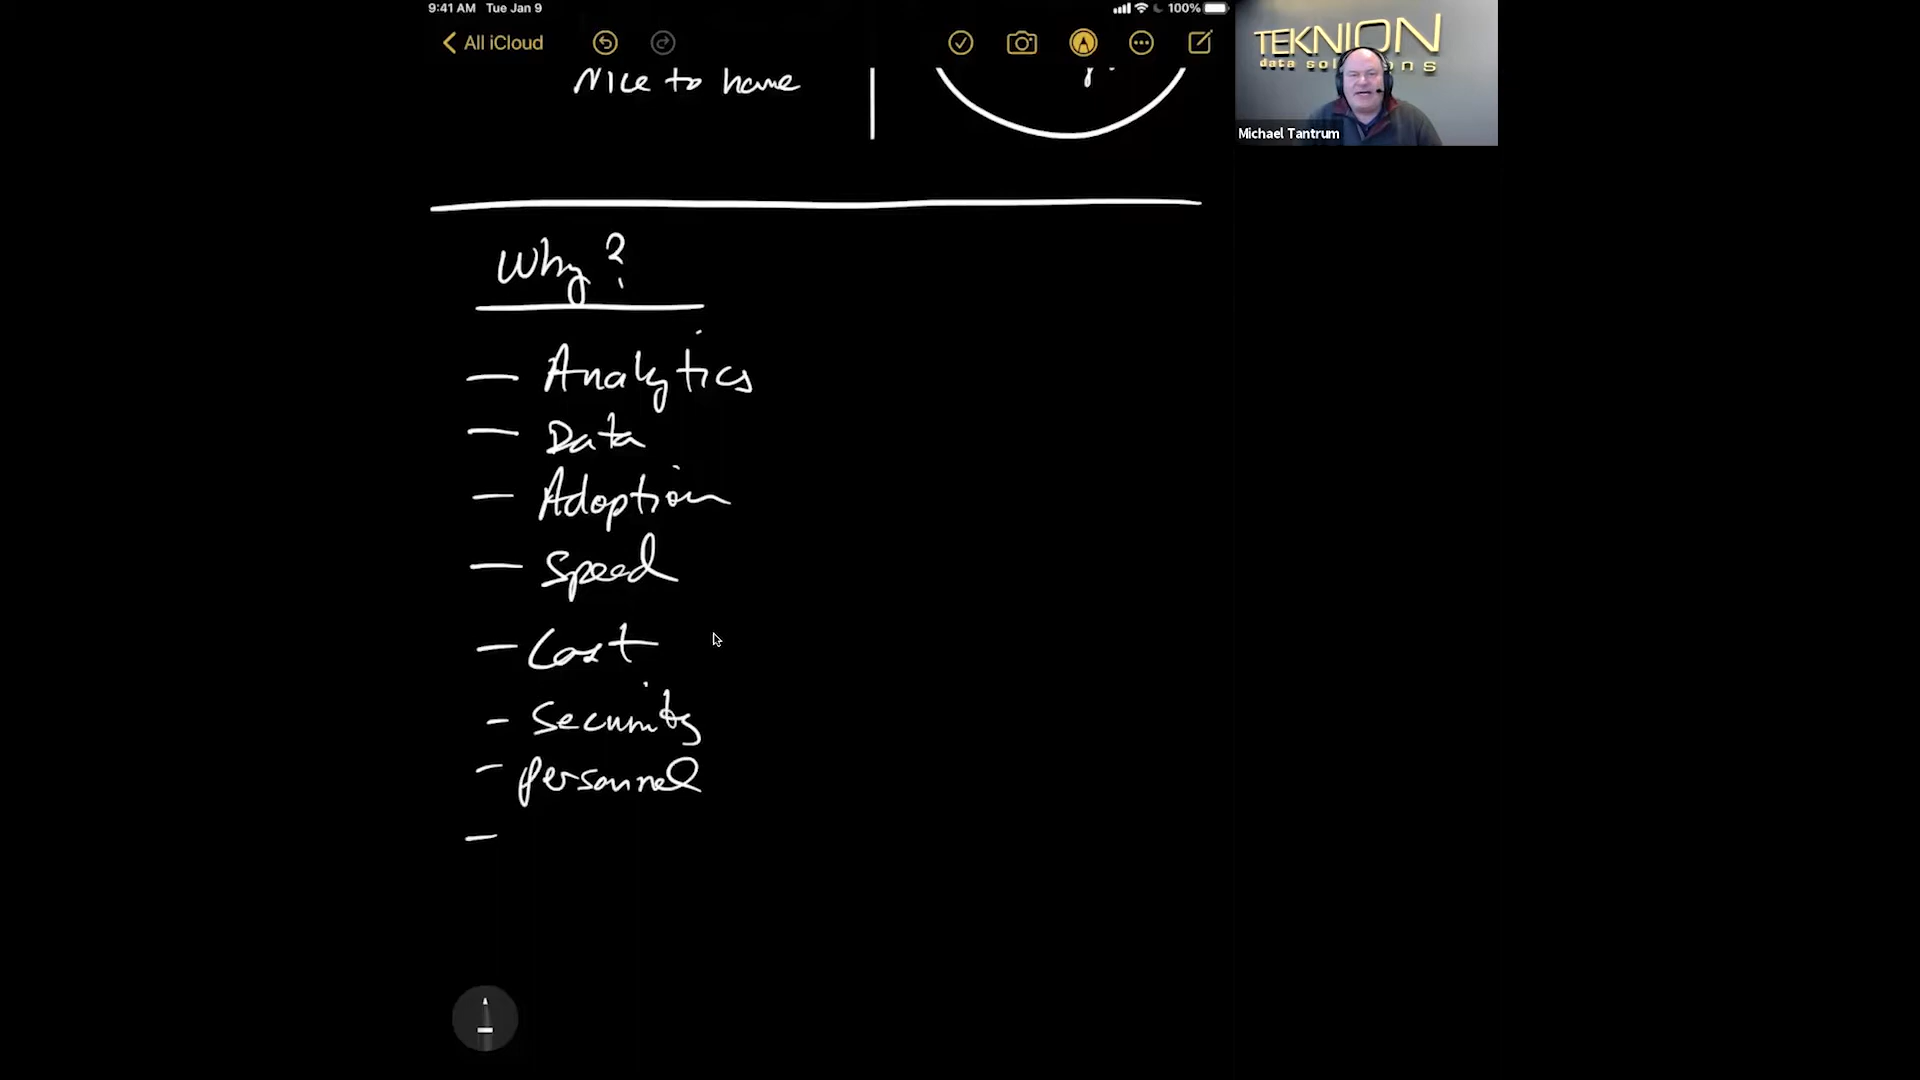 9:41 AM Tue Jan 9
100%
All iCloud
TEKNION
data solutions
Michael Tantrum
Nice to have
Why?
— Analytics
— Data
— Adoption
— Speed
— Cost
- Security
- personnel
—